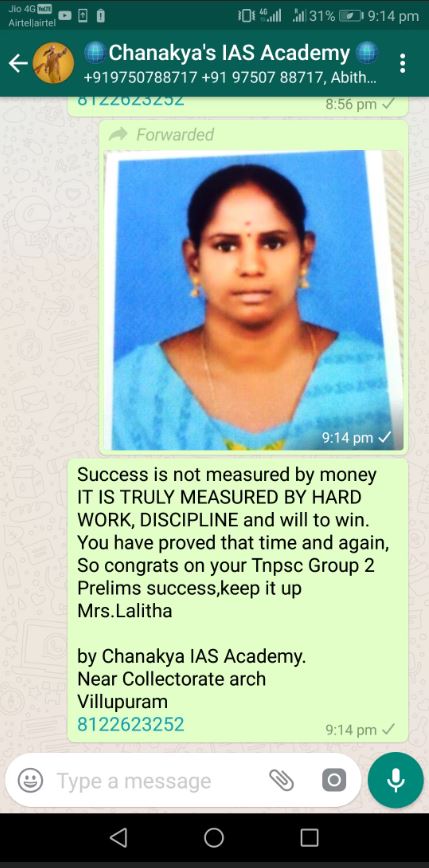 Jio 4G VoLTE
Airtel|airtel
4G
31%
9:14 pm
Chanakya's IAS Academy
+919750788717 +91 97507 88717, Abith...
8122623252
8:56 pm
Forwarded
9:14 pm
Success is not measured by money
IT IS TRULY MEASURED BY HARD
WORK, DISCIPLINE and will to win.
You have proved that time and again,
So congrats on your Tnpsc Group 2
Prelims success,keep it up
Mrs.Lalitha
by Chanakya IAS Academy.
Near Collectorate arch
Villupuram
8122623252
9:14 pm
Type a message